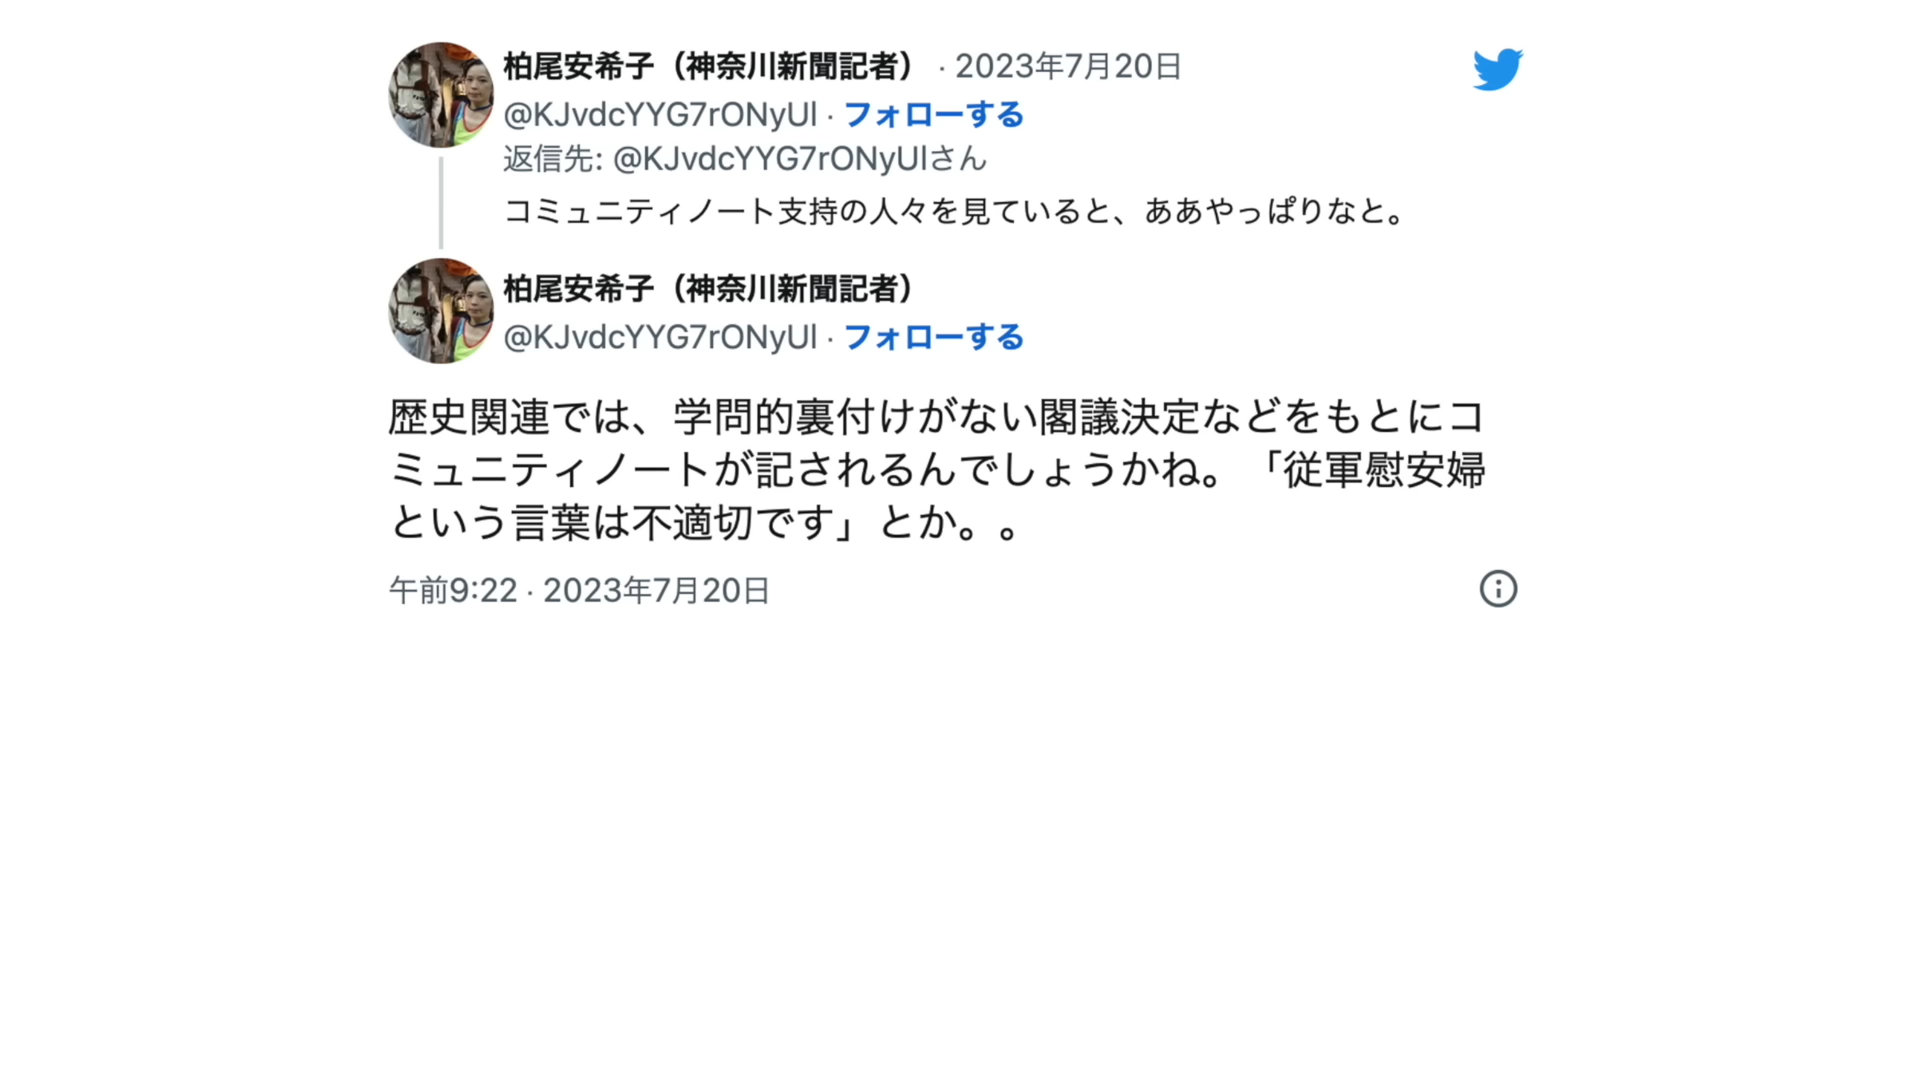 柏尾安希子（神奈川新聞記者） · 2023年7月20日
@KJvdcYYG7rONyUl · フォローする
返信先: @KJvdcYYG7rONyUlさん
コミュニティノート支持の人々を見ていると、ああやっぱりなと。
柏尾安希子（神奈川新聞記者）
@KJvdcYYG7rONyUl · フォローする
歴史関連では、学問的裏付けがない閣議決定などをもとにコ
ミュニティノートが記されるんでしょうかね。「従軍慰安婦
という言葉は不適切です」とか。。
午前9:22 · 2023年7月20日